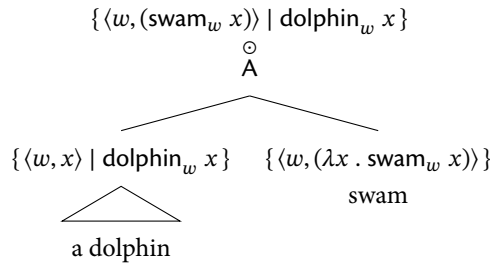 {⟨w, (swam_w x)⟩ | dolphin_w x}
⊙
A
{⟨w, x⟩ | dolphin_w x} {⟨w, (λx . swam_w x)⟩}
swam
a dolphin